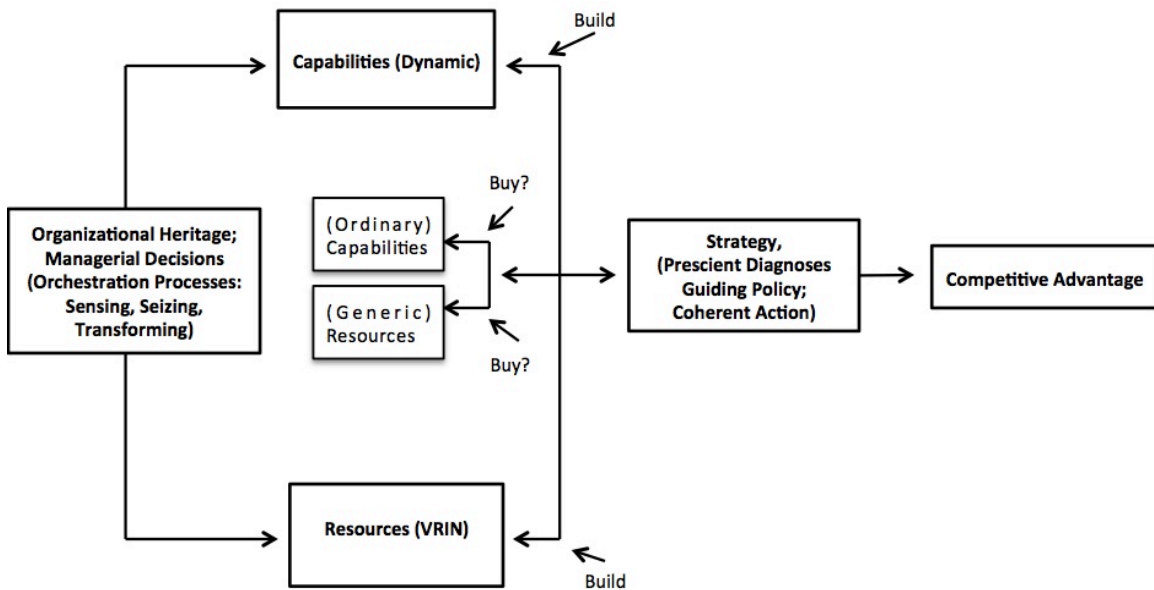 Build
Capabilities (Dynamic)
Buy?
(Ordinary)
Capabilities
Organizational Heritage;
Managerial Decisions
(Orchestration Processes:
Sensing, Seizing,
Transforming)
Strategy,
(Prescient Diagnoses
Guiding Policy;
Coherent Action)
Competitive Advantage
(Generic)
Resources
Buy?
Resources (VRIN)
Build